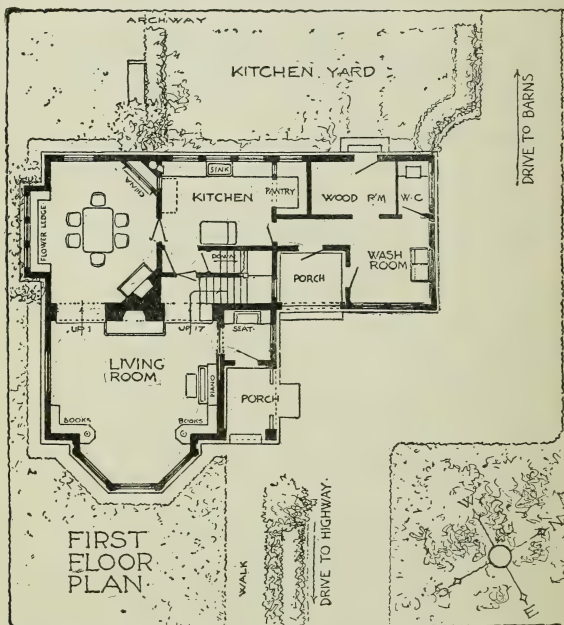 ARCHWAY
KITCHEN YARD
DRIVE TO BARNS
SINK
KITCHEN
PANTRY
WOOD R'M
W·C
FLOWER LEDGE
DOWN
WASH
ROOM
PORCH
UP 1
UP 17
SEAT
LIVING
ROOM
PIANO
PORCH
BOOKS
BOOKS
FIRST
FLOOR
PLAN
WALK
DRIVE TO HIGHWAY
N
E